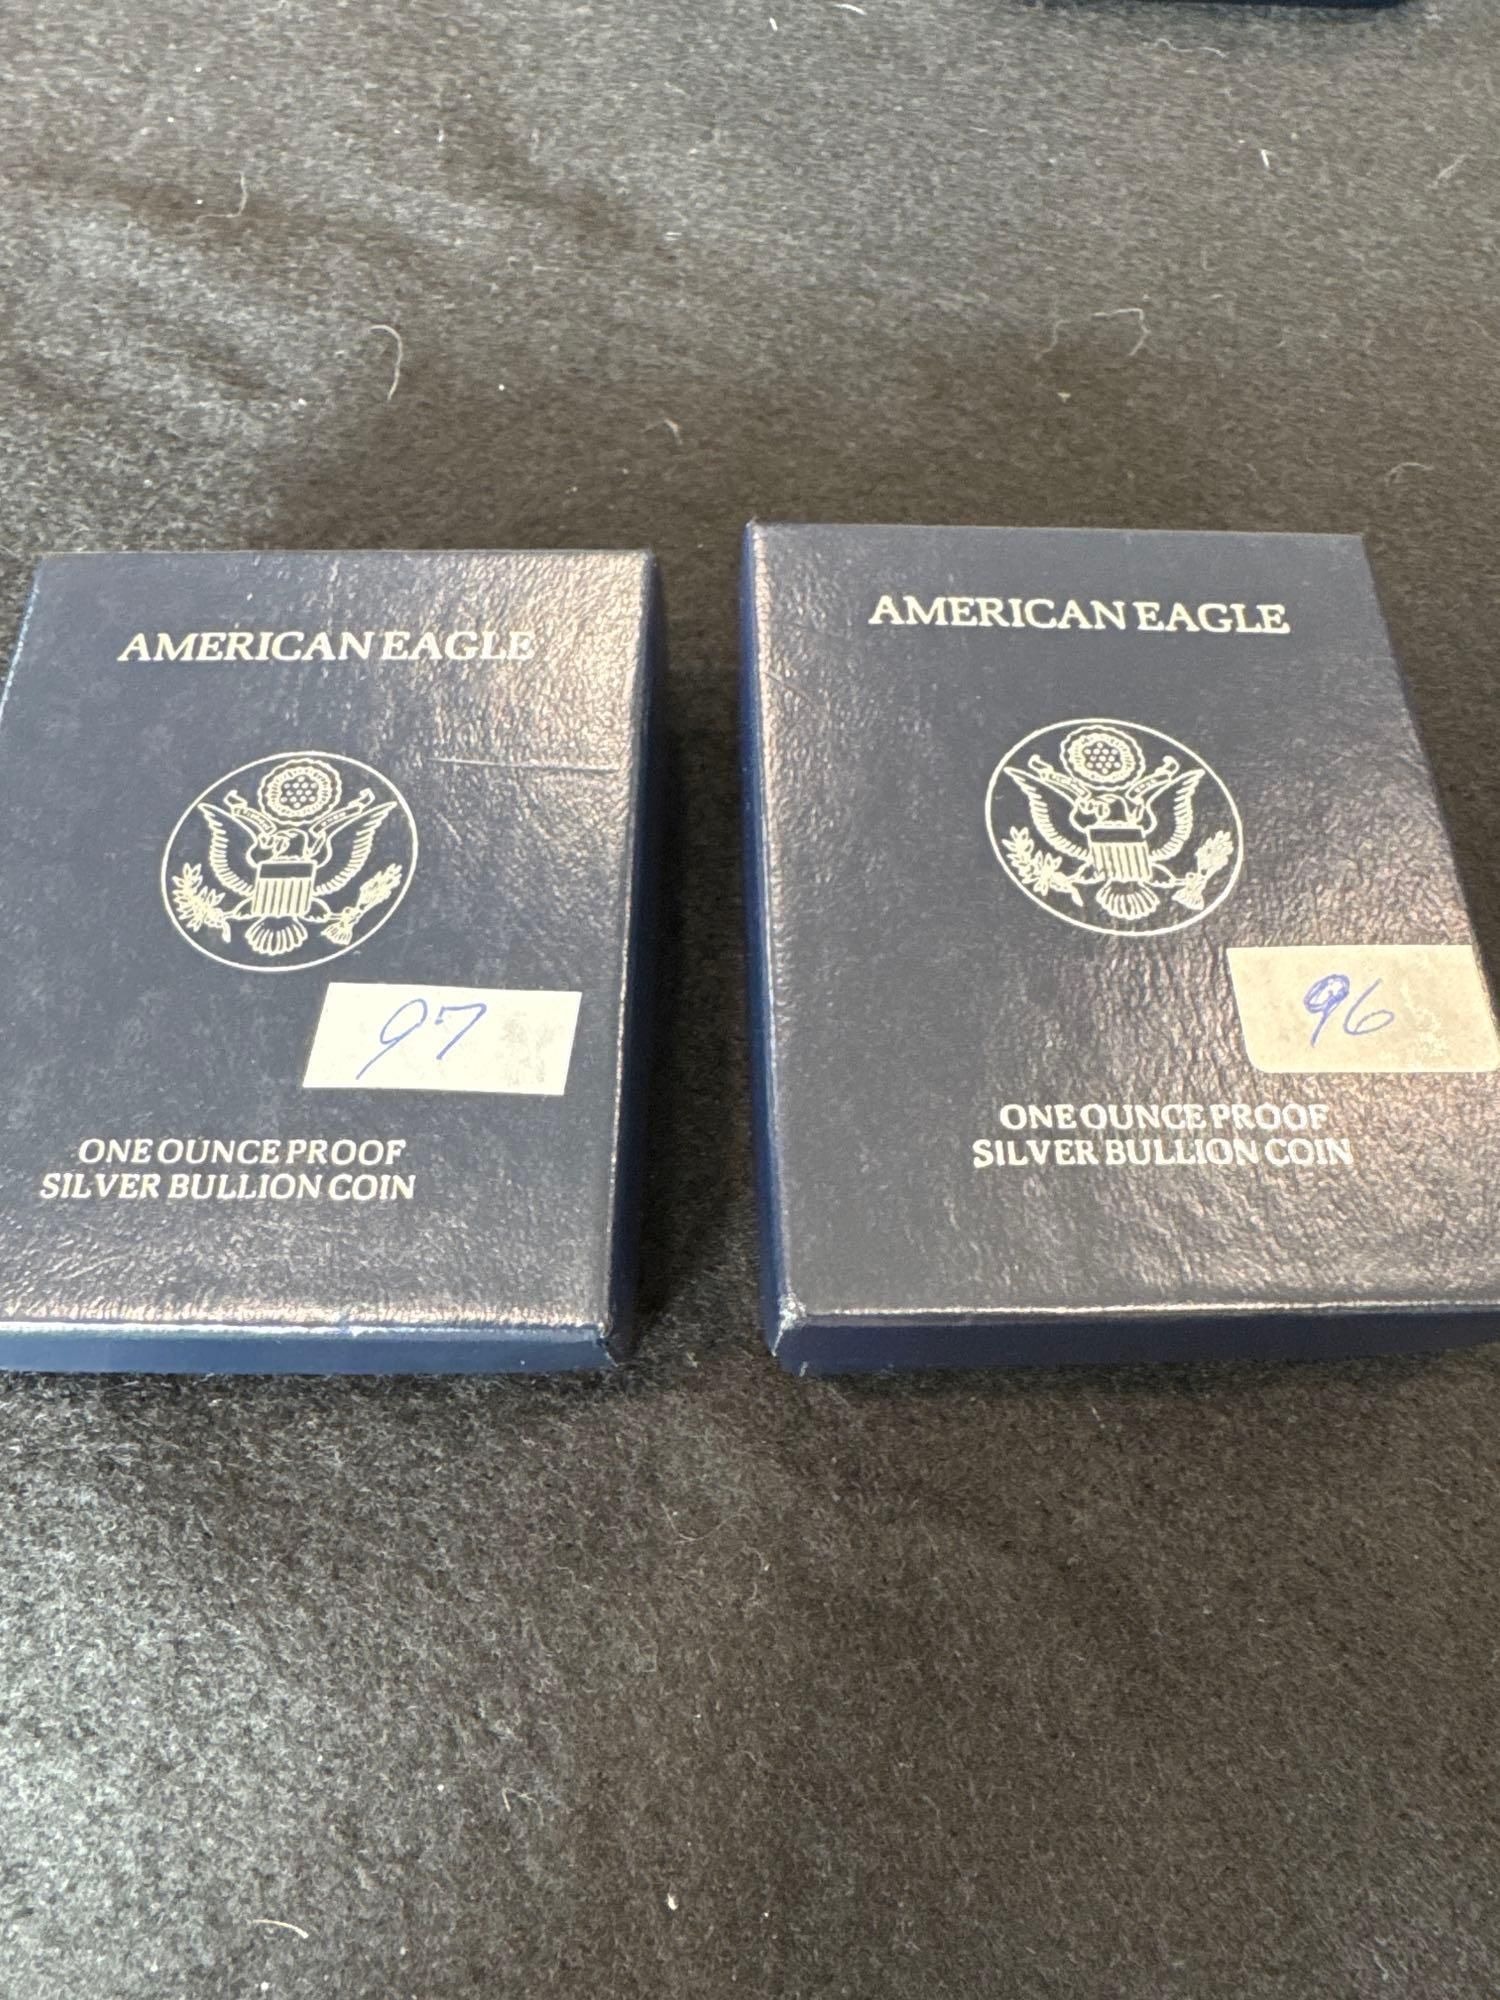 AMERICAN EAGLE
97
ONE OUNCE PROOF
SILVER BULLION COIN
AMERICAN EAGLE
96
ONE OUNCE PROOF
SILVER BULLION COIN